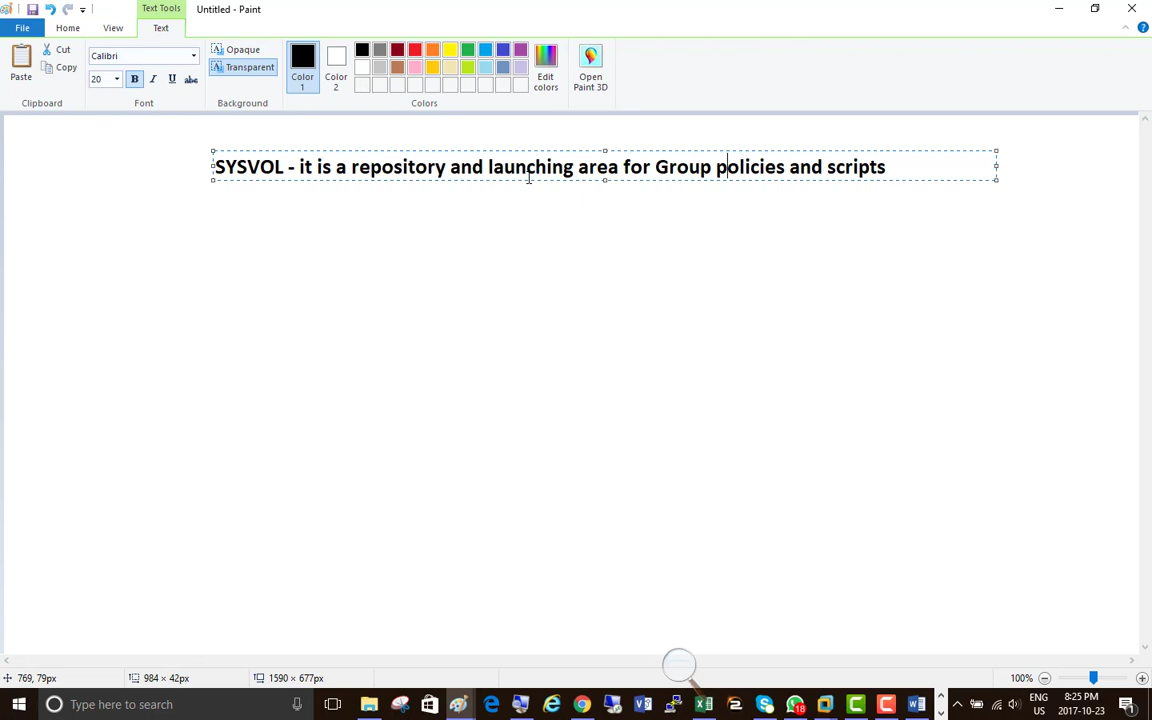 Text Tools
Untitled - Paint
File
Home
View
Text
Paste
Cut
Copy
Clipboard
Calibri
20
B
I
U
abc
Font
Opaque
Transparent
Background
Color 1
Color 2
Edit colors
Colors
Open Paint 3D
SYSVOL - it is a repository and launching area for Group policies and scripts
769, 79px
984 × 42px
1590 × 677px
100%
Type here to search
18
ENG
US
8:25 PM
2017-10-23
1